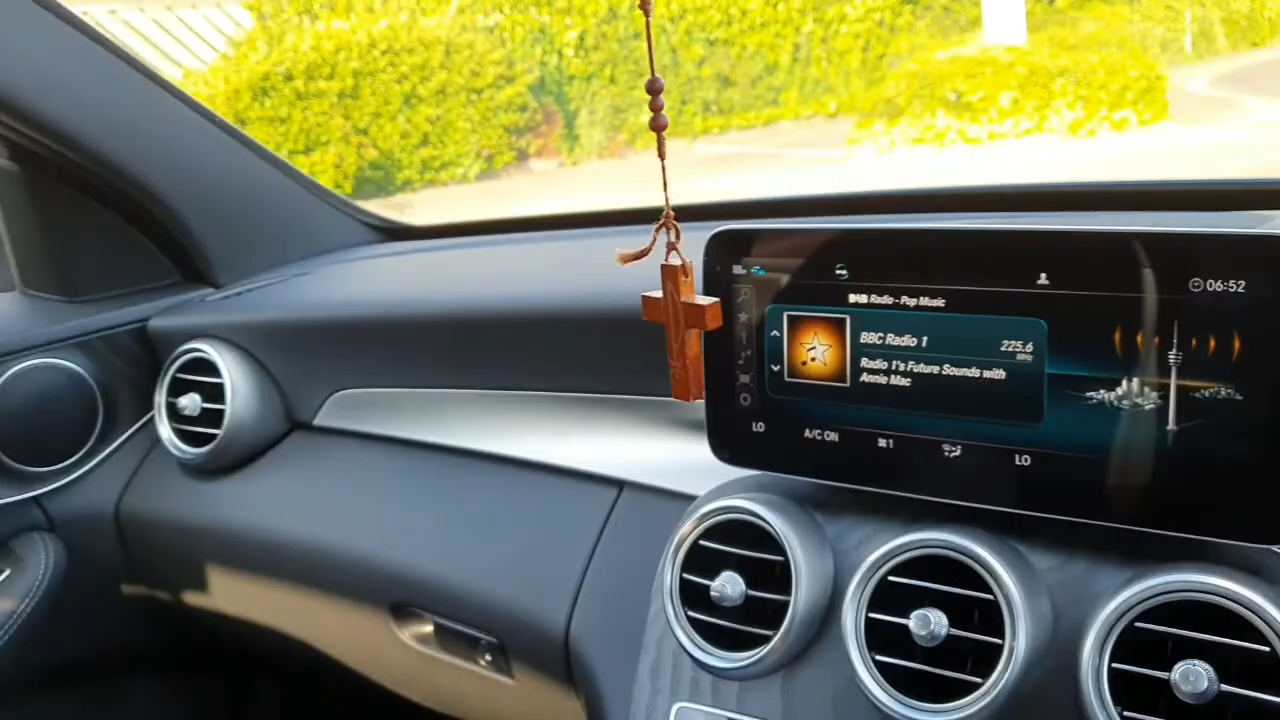 06:52
DAB Radio - Pop Music
BBC Radio 1
225.6
MHz
Radio 1's Future Sounds with
Annie Mac
LO
A/C ON
1
LO